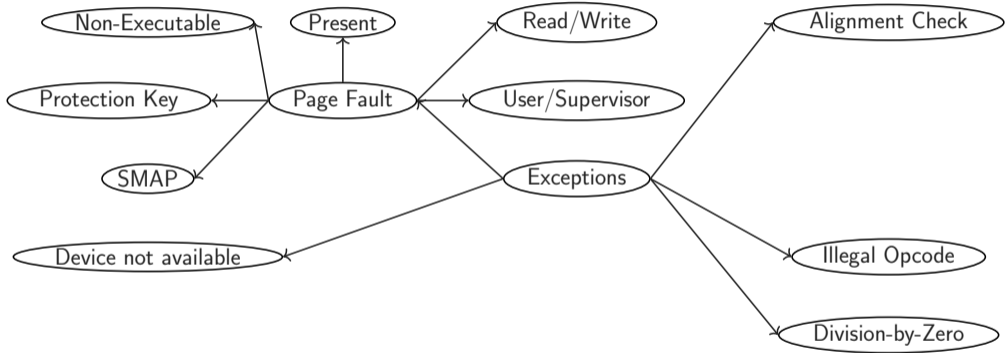 Non-Executable
Present
Read/Write
Alignment Check
Protection Key
Page Fault
User/Supervisor
SMAP
Exceptions
Device not available
Illegal Opcode
Division-by-Zero